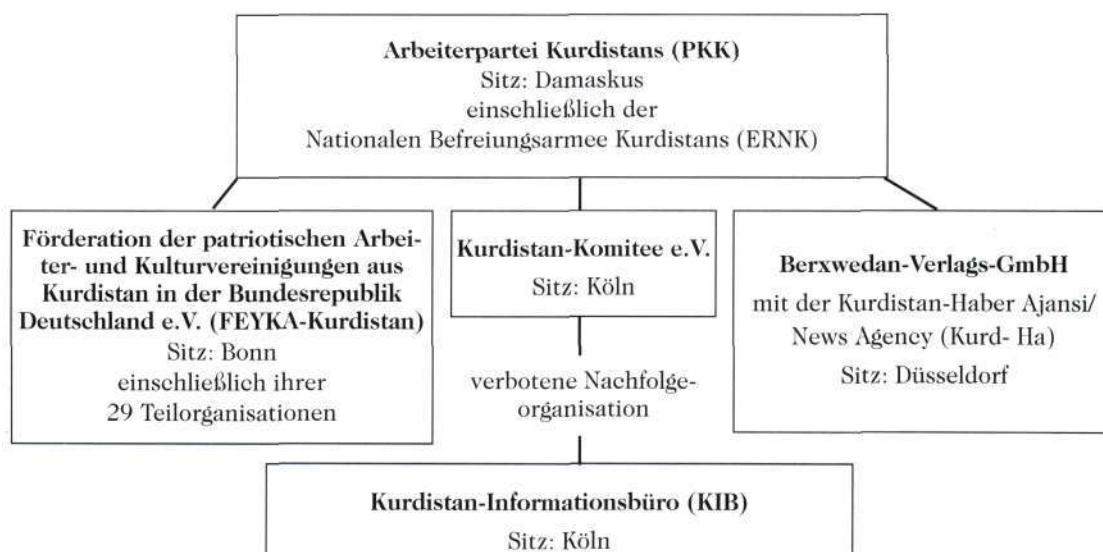 Arbeiterpartei Kurdistans (PKK)
Sitz: Damaskus
einschließlich der
Nationalen Befreiungsarmee Kurdistans (ERNK)
Förderation der patriotischen Arbei-
ter- und Kulturvereinigungen aus
Kurdistan in der Bundesrepublik
Deutschland e.V. (FEYKA-Kurdistan)
Sitz: Bonn
einschließlich ihrer
29 Teilorganisationen
Kurdistan-Komitee e.V.
Sitz: Köln
verbotene Nachfolge-
organisation
Berxwedan-Verlags-GmbH
mit der Kurdistan-Haber Ajansi/
News Agency (Kurd- Ha)
Sitz: Düsseldorf
Kurdistan-Informationsbüro (KIB)
Sitz: Köln